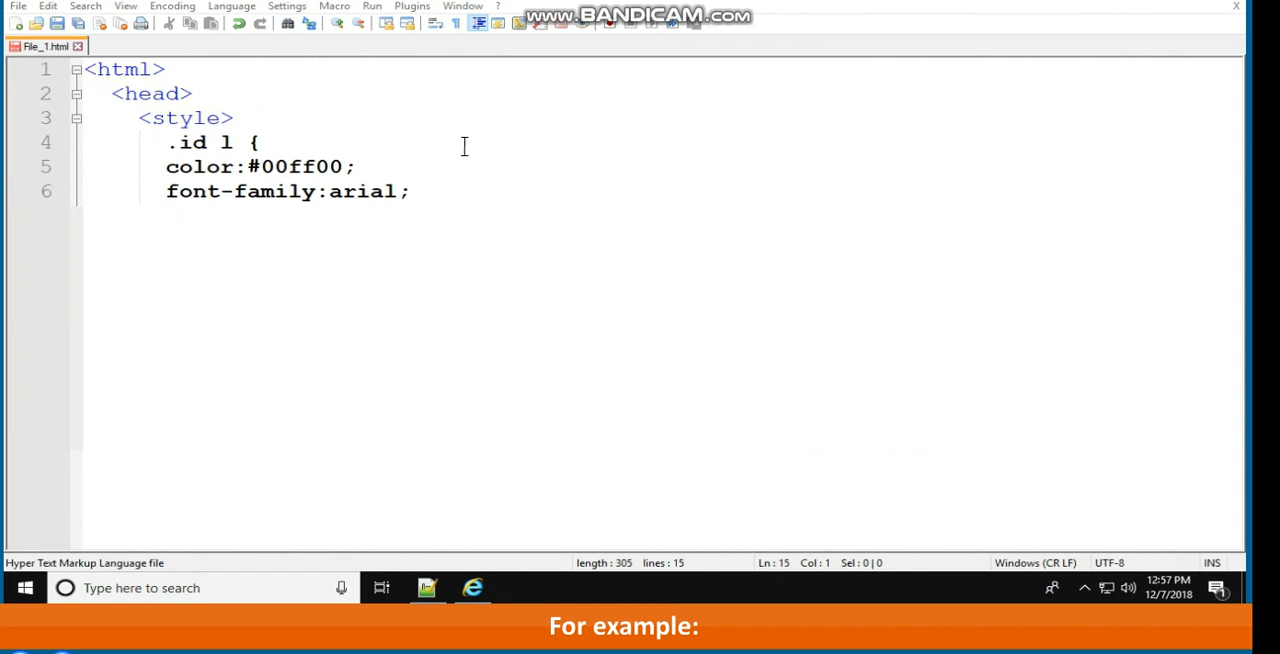 File Edit Search View Encoding Language Settings Macro Run Plugins Window ? X
www.BANDICAM.com
File_1.html
1 <html>
2 <head>
3 <style>
4 .id l {
5 color:#00ff00;
6 font-family:arial;
Hyper Text Markup Language file length : 305 lines : 15 Ln : 15 Col : 1 Sel : 0 | 0 Windows (CR LF) UTF-8 INS
Type here to search
12:57 PM
12/7/2018
1
For example: